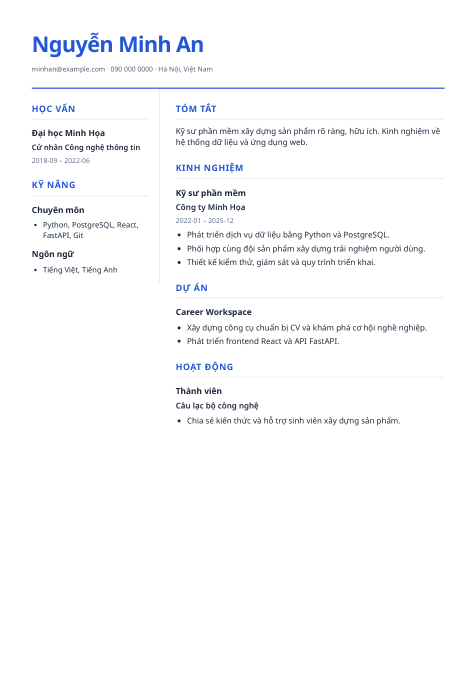 Nguyễn Minh An
minhan@example.com · 090 000 0000 · Hà Nội, Việt Nam
HỌC VẤN
Đại học Minh Họa
Cử nhân Công nghệ thông tin
2018-09 – 2022-06
KỸ NĂNG
Chuyên môn
• Python, PostgreSQL, React,
FastAPI, Git
Ngôn ngữ
• Tiếng Việt, Tiếng Anh
TÓM TẮT
Kỹ sư phần mềm xây dựng sản phẩm rõ ràng, hữu ích. Kinh nghiệm về
hệ thống dữ liệu và ứng dụng web.
KINH NGHIỆM
Kỹ sư phần mềm
Công ty Minh Họa
2022-01 – 2025-12
• Phát triển dịch vụ dữ liệu bằng Python và PostgreSQL.
• Phối hợp cùng đội sản phẩm xây dựng trải nghiệm người dùng.
• Thiết kế kiểm thử, giám sát và quy trình triển khai.
DỰ ÁN
Career Workspace
• Xây dựng công cụ chuẩn bị CV và khám phá cơ hội nghề nghiệp.
• Phát triển frontend React và API FastAPI.
HOẠT ĐỘNG
Thành viên
Câu lạc bộ công nghệ
• Chia sẻ kiến thức và hỗ trợ sinh viên xây dựng sản phẩm.